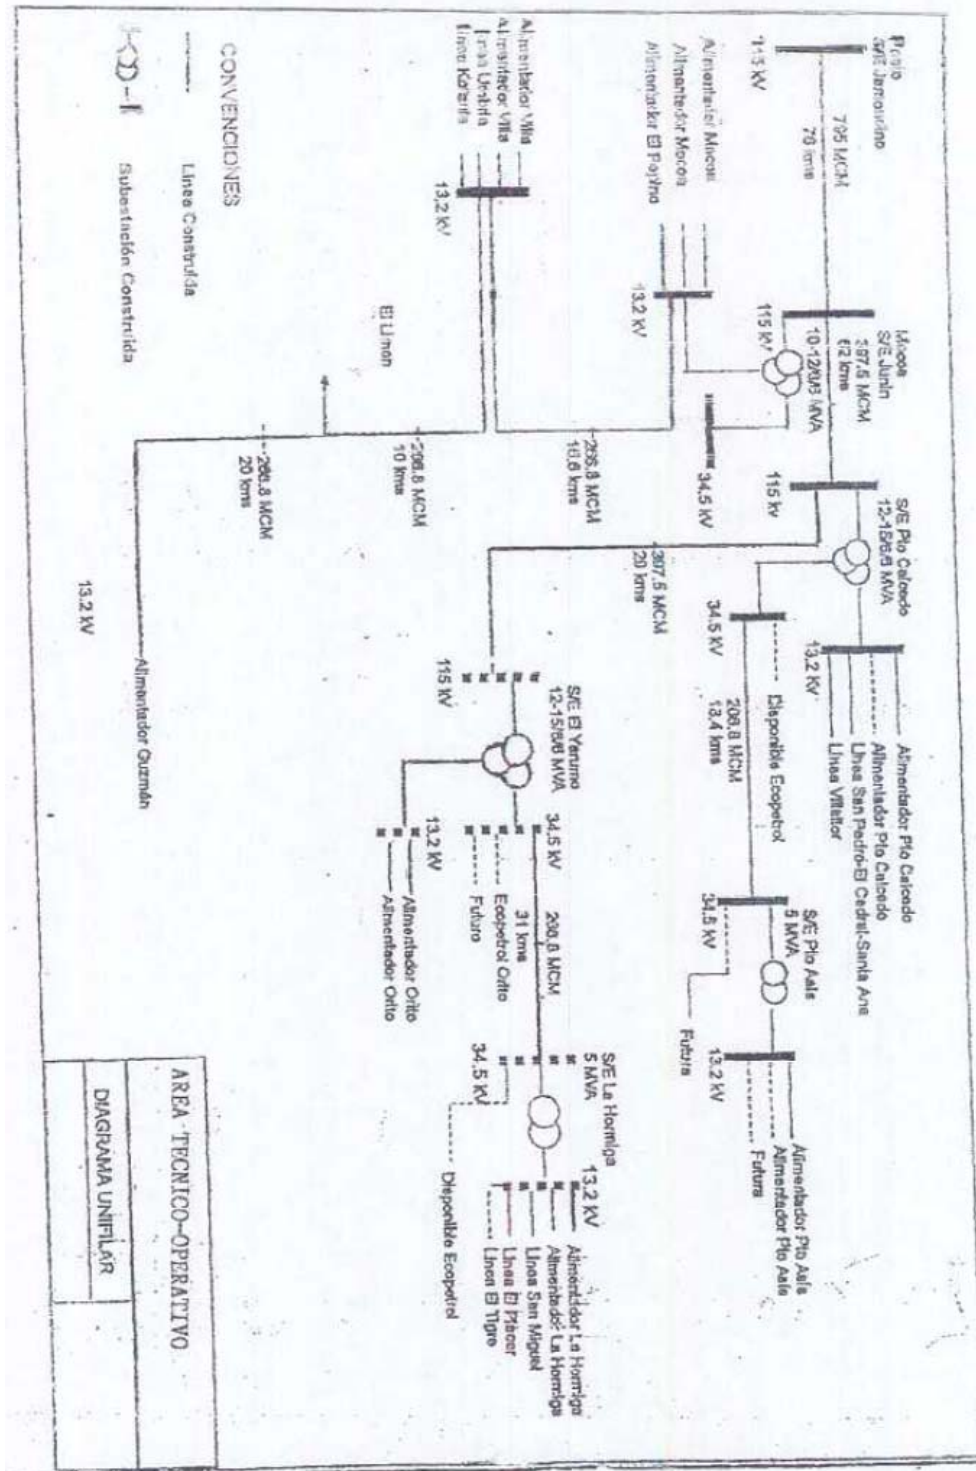 Pasto
S/E Jamondino
115 kV
795 MCM
78 kms
Mocoa
S/E Junín
397.5 MCM
62 kms
10-12/6/6 MVA
115 kV
Alimentador Mocoa
Alimentador Mocoa
Alimentador El Pepino
13.2 kV
34.5 kV
S/E Pto Caicedo
12-15/6/6 MVA
115 kv
13.2 KV
Alimentador Pto Caicedo
Alimentador Pto Caicedo
Línea San Pedro-El Cedral-Santa Ana
Línea Villaflor
34.5 kV
Disponible Ecopetrol
266.8 MCM
13.4 kms
S/E Pto Asís
5 MVA
34.5 kV
Futura
13.2 kV
Alimentador Pto Asís
Alimentador Pto Asís
Futura
266.8 MCM
16.6 kms
397.5 MCM
20 kms
Alimentador Villa
Alimentador Villa
Línea
Línea
13.2 kV
S/E El Yarumo
12-15/6/6 MVA
115 kV
34.5 kV
266.8 MCM
31 kms
Ecopetrol Orito
Futuro
13.2 kV
Alimentador Orito
Alimentador Orito
S/E La Hormiga
5 MVA
34.5 kV
Disponible Ecopetrol
13.2 kV
Alimentador La Hormiga
Alimentador La Hormiga
Línea San Miguel
Línea El Placer
Línea El Tigre
266.8 MCM
10 kms
El Limon
266.8 MCM
20 kms
13.2 kV
Alimentador Guzmán
CONVENCIONES
Línea Construída
Subestación Construida
AREA TECNICO-OPERATIVO
DIAGRAMA UNIFILAR